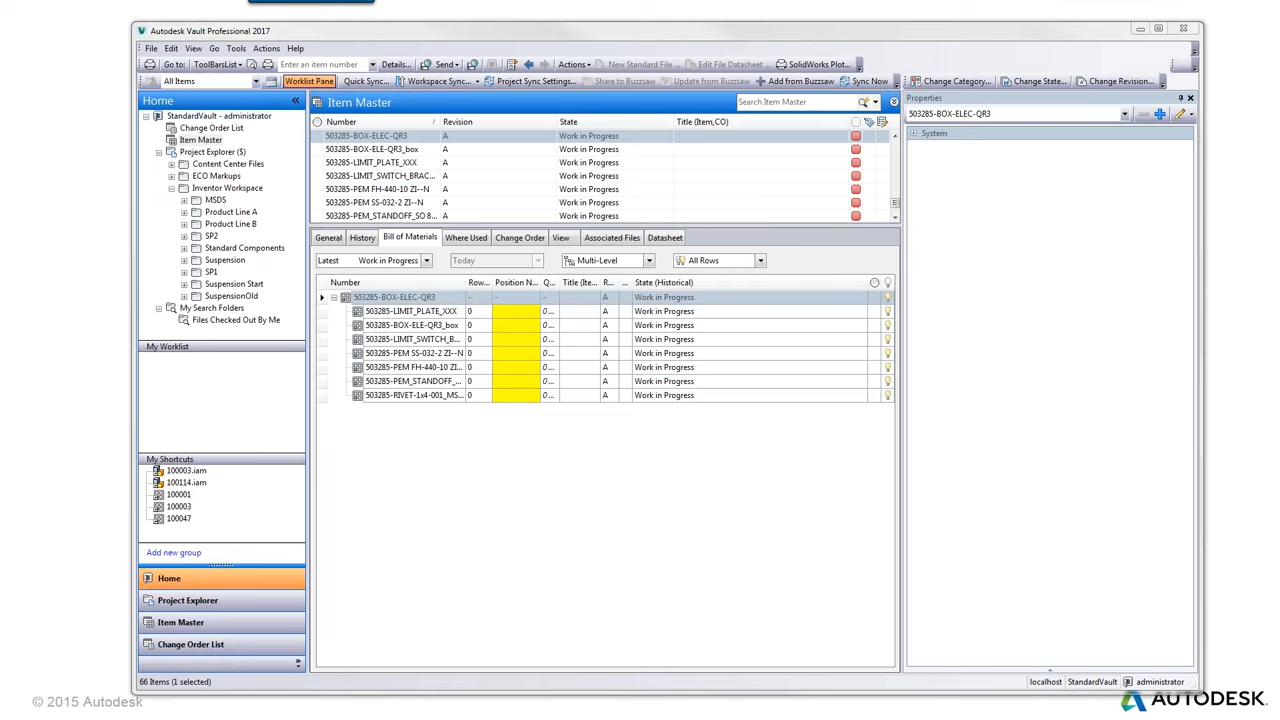 Autodesk Vault Professional 2017
File Edit View Go Tools Actions Help
Go to: ToolBarsList Enter an item number Details... Send Actions New Standard File... Edit File Datasheet... SolidWorks Plot...
All Items Worklist Pane Quick Sync... Workspace Sync... Project Sync Settings... Share to Buzzsaw Update from Buzzsaw Add from Buzzsaw Sync Now Change Category... Change State... Change Revision...
Home
StandardVault - administrator
Change Order List
Item Master
Project Explorer ($)
Content Center Files
ECO Markups
Inventor Workspace
MSDS
Product Line A
Product Line B
SP2
Standard Components
Suspension
SP1
Suspension Start
SuspensionOld
My Search Folders
Files Checked Out By Me
My Worklist
My Shortcuts
100003.iam
100114.iam
100001
100003
100047
Add new group
Home
Project Explorer
Item Master
Change Order List
Item Master Search Item Master
Number Revision State Title (Item,CO)
503285-BOX-ELEC-QR3 A Work in Progress
503285-BOX-ELE-QR3_box A Work in Progress
503285-LIMIT_PLATE_XXX A Work in Progress
503285-LIMIT_SWITCH_BRAC... A Work in Progress
503285-PEM FH-440-10 ZI--N A Work in Progress
503285-PEM SS-032-2 ZI--N A Work in Progress
503285-PEM_STANDOFF_SO 8... A Work in Progress
General History Bill of Materials Where Used Change Order View Associated Files Datasheet
Latest Work in Progress Today Multi-Level All Rows
Number Row... Position N... Q... Title (Ite... R... ... State (Historical)
503285-BOX-ELEC-QR3 - - - A Work in Progress
503285-LIMIT_PLATE_XXX 0 0... A Work in Progress
503285-BOX-ELE-QR3_box 0 0... A Work in Progress
503285-LIMIT_SWITCH_B... 0 0... A Work in Progress
503285-PEM SS-032-2 ZI--N 0 0... A Work in Progress
503285-PEM FH-440-10 ZI... 0 0... A Work in Progress
503285-PEM_STANDOFF_... 0 0... A Work in Progress
503285-RIVET-1x4-001_MS... 0 0... A Work in Progress
Properties
503285-BOX-ELEC-QR3
System
66 Items (1 selected) localhost StandardVault administrator
© 2015 Autodesk
AUTODESK.